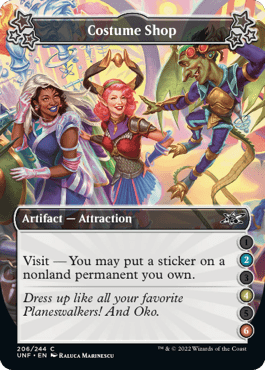 Costume Shop
Artifact — Attraction
1
2
3
4
5
6
Visit — You may put a sticker on a
nonland permanent you own.
Dress up like all your favorite
Planeswalkers! And Oko.
206/244 C
UNF • EN Raluca Marinescu
™ & © 2022 Wizards of the Coast